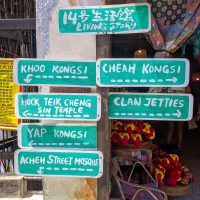 14号生活馆
LIVING STORY
KHOO KONGSI
CHEAH KONGSI
HOCK TEIK CHENG
SIN TEMPLE
CLAN JETTIES
YAP KONGSI
ACHEH STREET MOSQUE